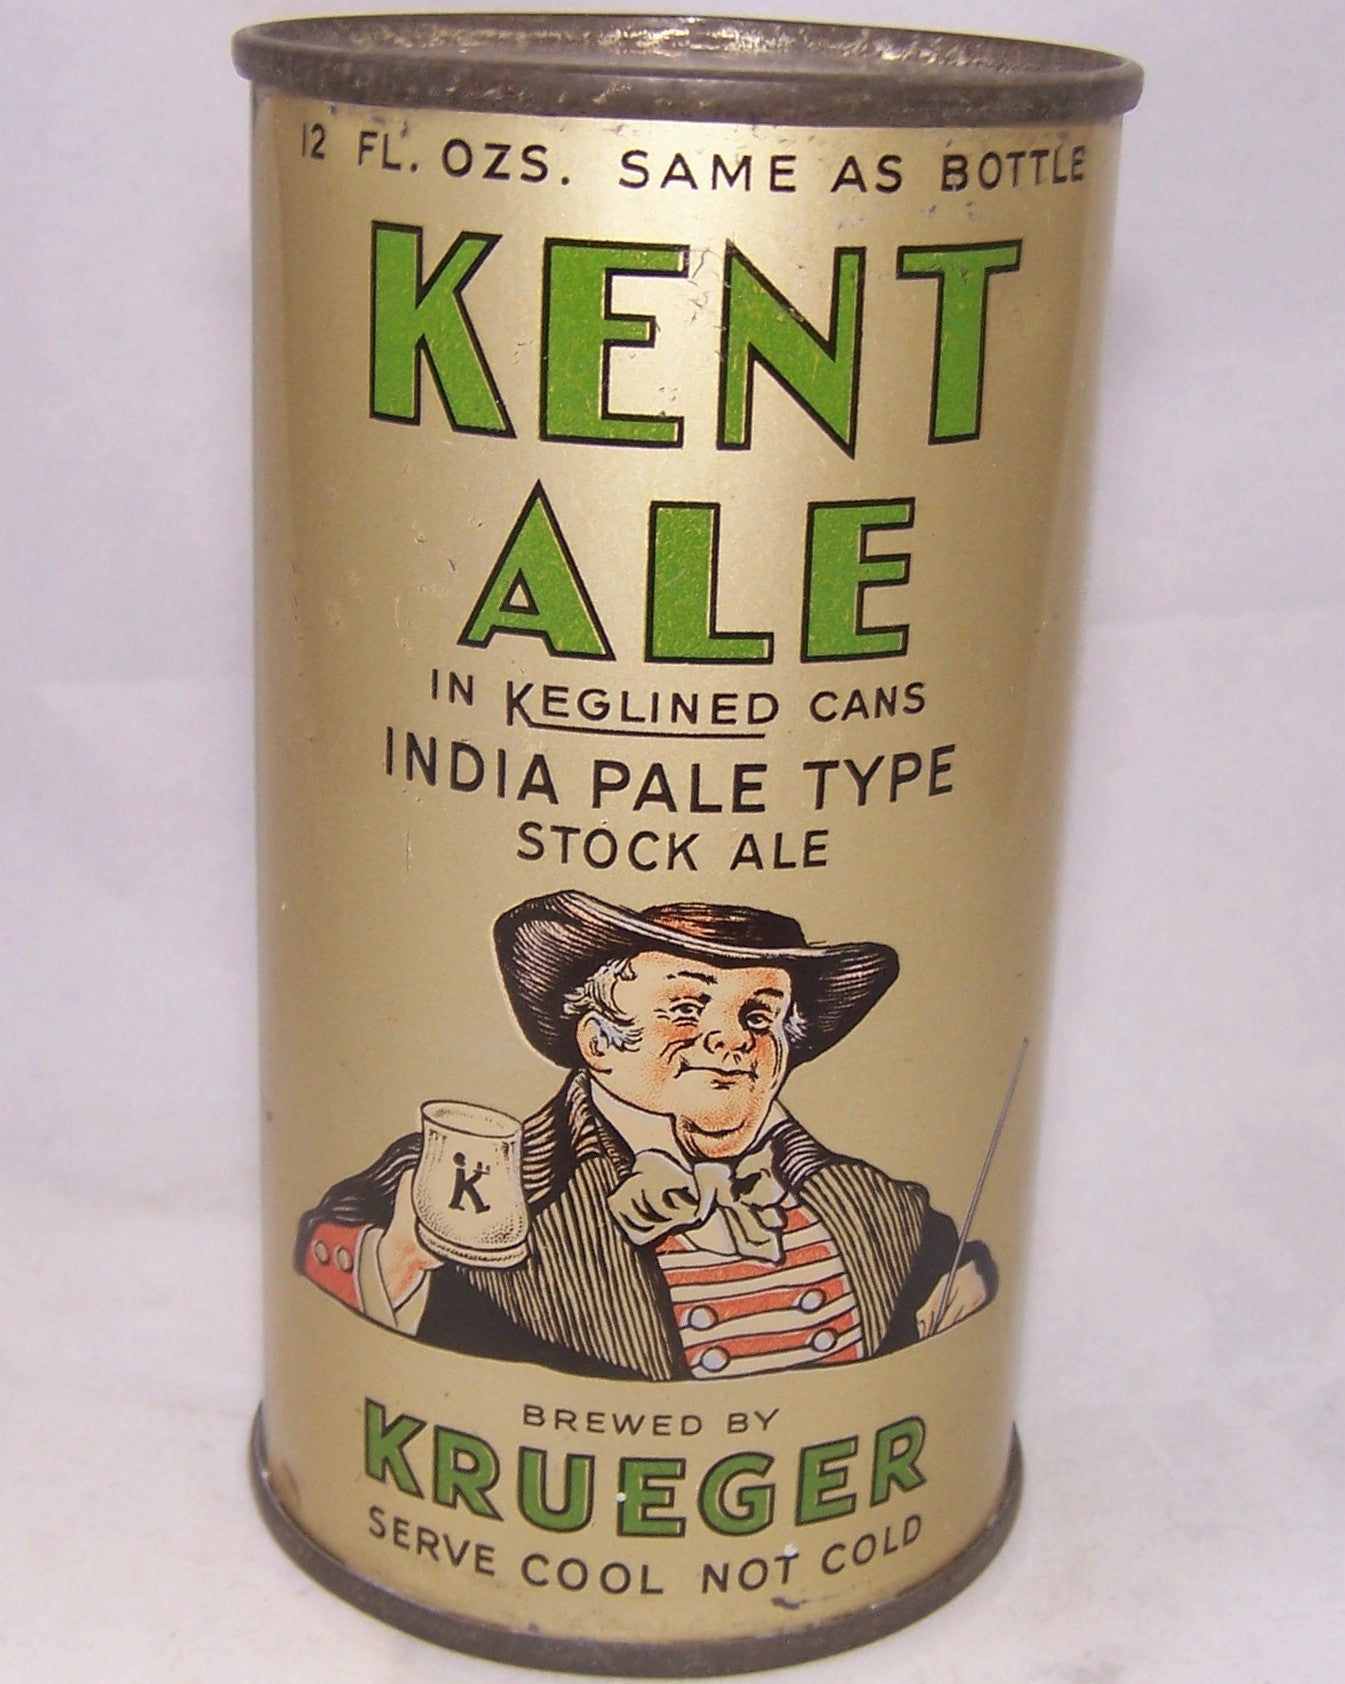 12 FL. OZS. SAME AS BOTTLE
KENT
ALE
IN KEGLINED CANS
INDIA PALE TYPE
STOCK ALE
K
BREWED BY
KRUEGER
SERVE COOL NOT COLD